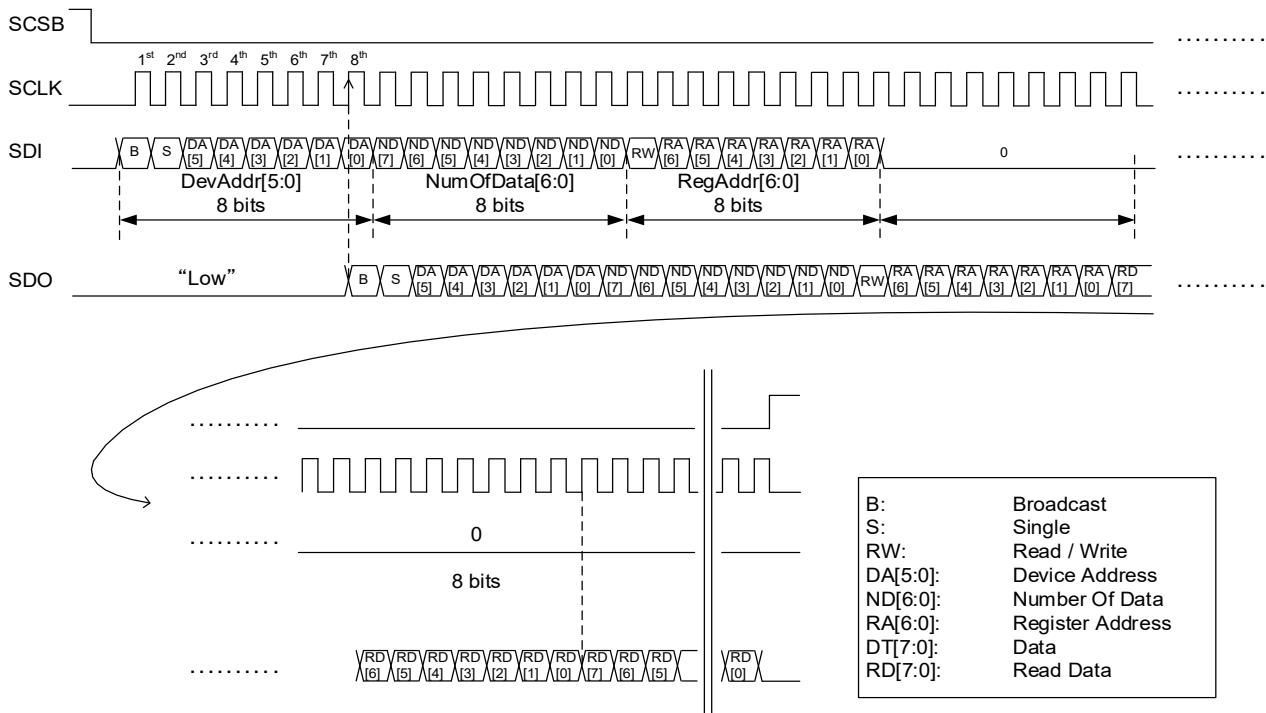 SCSB
..........
1st 2nd 3rd 4th 5th 6th 7th 8th
SCLK
..........
SDI B S DA [5] DA [4] DA [3] DA [2] DA [1] DA [0] ND [7] ND [6] ND [5] ND [4] ND [3] ND [2] ND [1] ND [0] RW RA [6] RA [5] RA [4] RA [3] RA [2] RA [1] RA [0] 0
..........
DevAddr[5:0] NumOfData[6:0] RegAddr[6:0]
8 bits 8 bits 8 bits
SDO "Low" B S DA [5] DA [4] DA [3] DA [2] DA [1] DA [0] ND [7] ND [6] ND [5] ND [4] ND [3] ND [2] ND [1] ND [0] RW RA [6] RA [5] RA [4] RA [3] RA [2] RA [1] RA [0] RD [7]
..........
..........
..........
.......... 0
8 bits
.......... RD [6] RD [5] RD [4] RD [3] RD [2] RD [1] RD [0] RD [7] RD [6] RD [5] RD [0]
B: Broadcast
S: Single
RW: Read / Write
DA[5:0]: Device Address
ND[6:0]: Number Of Data
RA[6:0]: Register Address
DT[7:0]: Data
RD[7:0]: Read Data